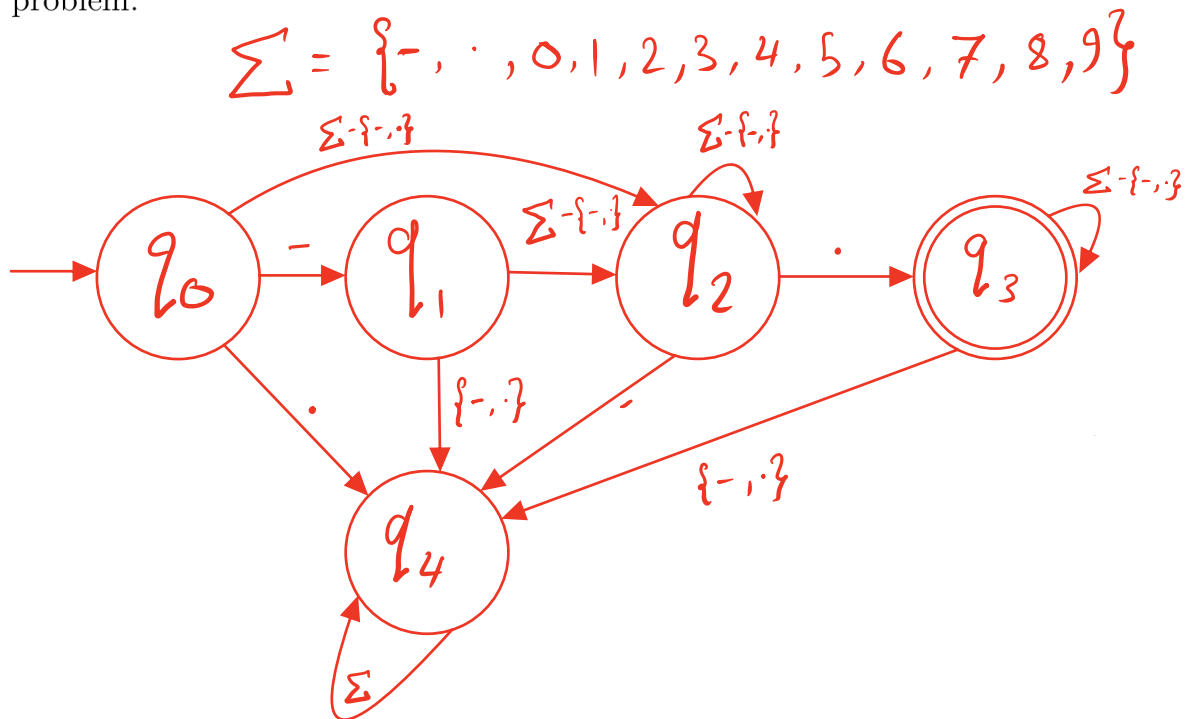 problem.
Σ = {-, ·, 0, 1, 2, 3, 4, 5, 6, 7, 8, 9}
Σ-{-,·}
Σ-{-,·}
Σ-{-,·}
Σ-{-,·}
q0
-
q1
q2
·
q3
·
{-,·}
-
{-,·}
q4
Σ